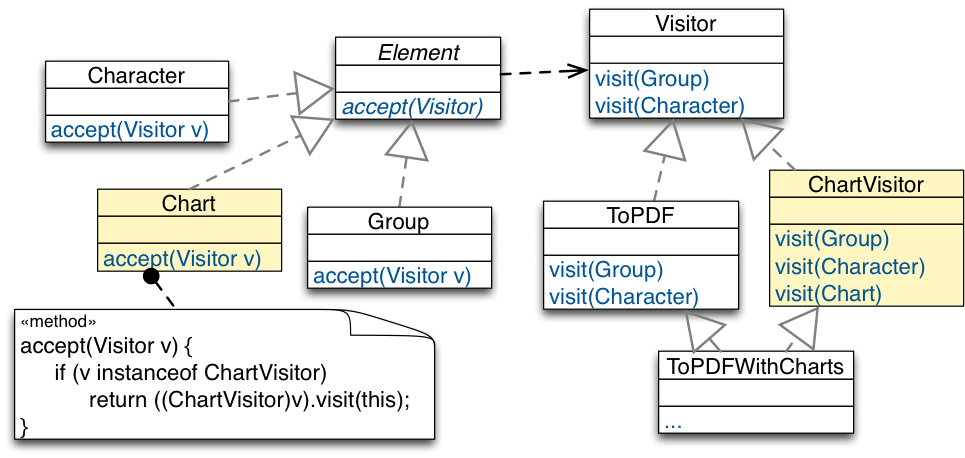 Character
accept(Visitor v)
Element
accept(Visitor)
Visitor
visit(Group)
visit(Character)
Chart
accept(Visitor v)
Group
accept(Visitor v)
ToPDF
visit(Group)
visit(Character)
ChartVisitor
visit(Group)
visit(Character)
visit(Chart)
«method»
accept(Visitor v) {
if (v instanceof ChartVisitor)
return ((ChartVisitor)v).visit(this);
}
ToPDFWithCharts
...